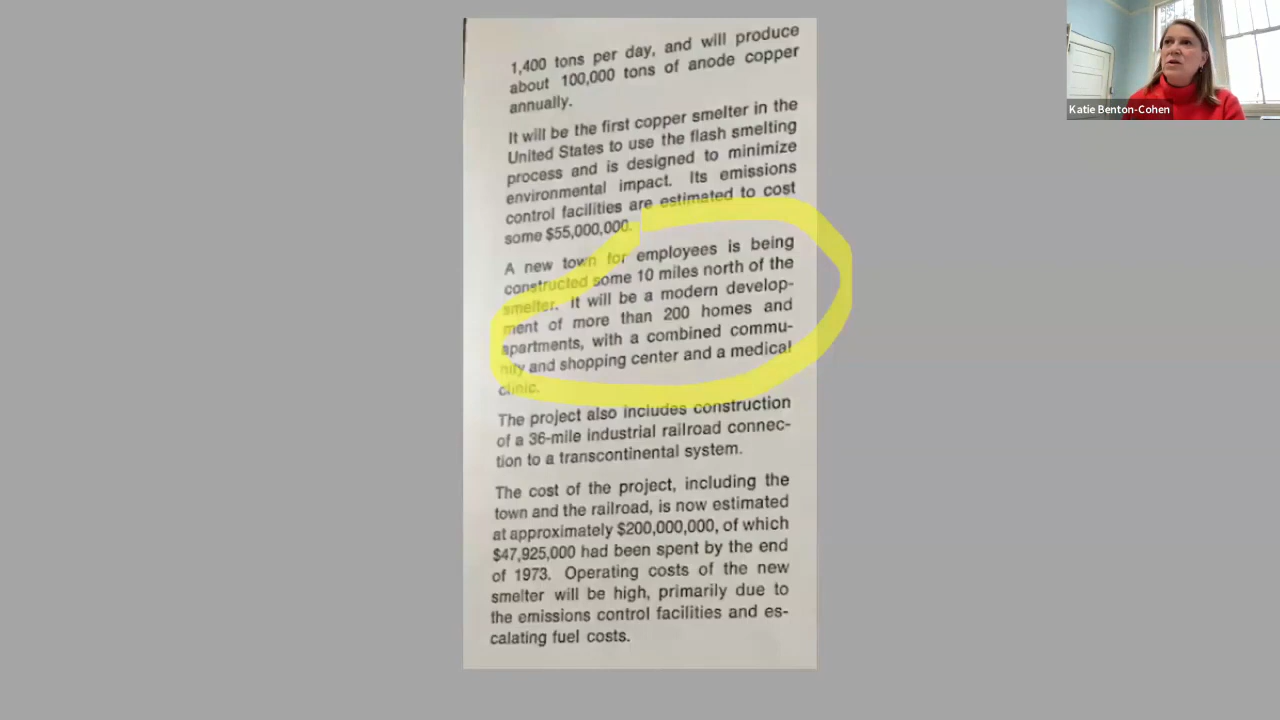 1,400 tons per day, and will produce
about 100,000 tons of anode copper
annually.
It will be the first copper smelter in the
United States to use the flash smelting
process and is designed to minimize
environmental impact. Its emissions
control facilities are estimated to cost
some $55,000,000.
A new town for employees is being
constructed some 10 miles north of the
smelter. It will be a modern develop-
ment of more than 200 homes and
apartments, with a combined commu-
nity and shopping center and a medical
clinic.
The project also includes construction
of a 36-mile industrial railroad connec-
tion to a transcontinental system.
The cost of the project, including the
town and the railroad, is now estimated
at approximately $200,000,000, of which
$47,925,000 had been spent by the end
of 1973. Operating costs of the new
smelter will be high, primarily due to
the emissions control facilities and es-
calating fuel costs.
Katie Benton-Cohen